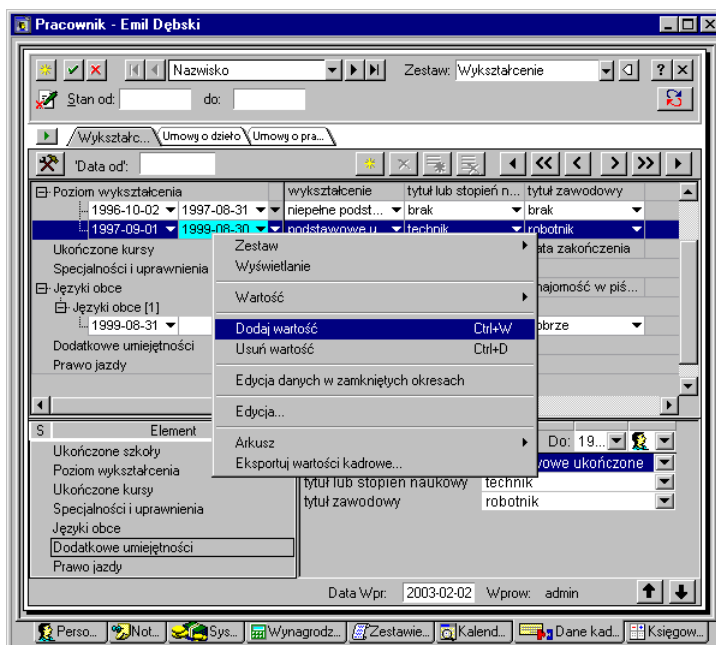 Pracownik - Emil Dębski
Nazwisko Zestaw: Wykształcenie ?
Stan od: do:
Wykształc... Umowy o dzieło Umowy o pra...
'Data od':
Poziom wykształcenia wykształcenie tytuł lub stopień n... tytuł zawodowy
1996-10-02 1997-08-31 niepełne podst... brak brak
1997-09-01 1999-08-30 podstawowe u technik robotnik
Ukończone kursy ata zakończenia
Specjalności i uprawnienia
Języki obce najomość w piś...
Języki obce [1]
1999-08-31 obrze
Dodatkowe umiejętności
Prawo jazdy
Zestaw
Wyświetlanie
Wartość
Dodaj wartość Ctrl+W
Usuń wartość Ctrl+D
Edycja danych w zamkniętych okresach
Edycja...
Arkusz
Eksportuj wartości kadrowe...
S Element
Ukończone szkoły
Poziom wykształcenia
Ukończone kursy
Specjalności i uprawnienia
Języki obce
Dodatkowe umiejętności
Prawo jazdy
Do: 19...
wowe ukończone
tytuł lub stopień naukowy technik
tytuł zawodowy robotnik
Data Wpr: 2003-02-02 Wprow: admin
Perso... Not... Sys... Wynagrodz... Zestawie... Kalend... Dane kad... Księgow...